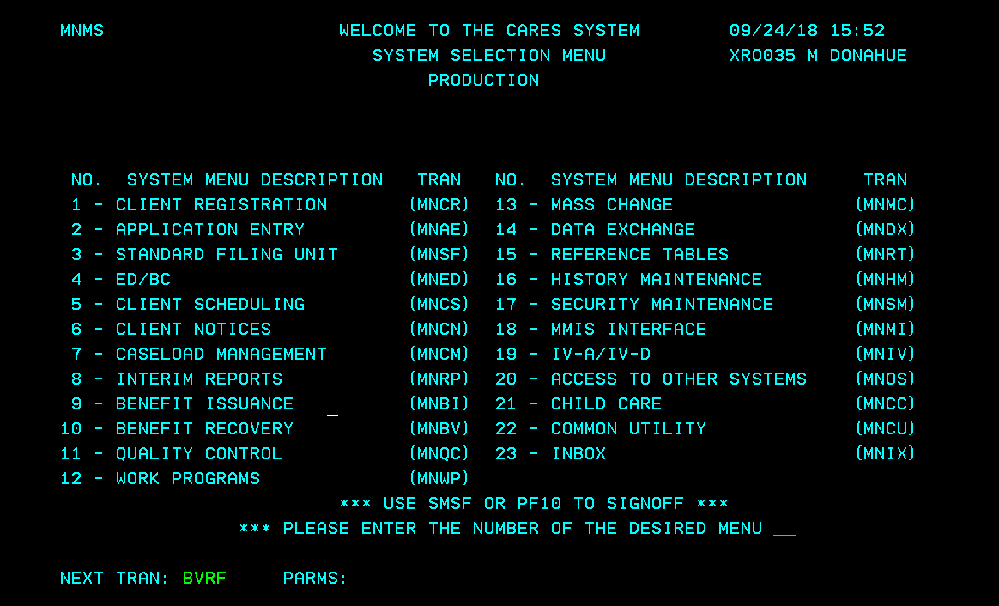 MNMS WELCOME TO THE CARES SYSTEM 09/24/18 15:52
SYSTEM SELECTION MENU XRO035 M DONAHUE
PRODUCTION
NO. SYSTEM MENU DESCRIPTION TRAN NO. SYSTEM MENU DESCRIPTION TRAN
1 - CLIENT REGISTRATION (MNCR) 13 - MASS CHANGE (MNMC)
2 - APPLICATION ENTRY (MNAE) 14 - DATA EXCHANGE (MNDX)
3 - STANDARD FILING UNIT (MNSF) 15 - REFERENCE TABLES (MNRT)
4 - ED/BC (MNED) 16 - HISTORY MAINTENANCE (MNHM)
5 - CLIENT SCHEDULING (MNCS) 17 - SECURITY MAINTENANCE (MNSM)
6 - CLIENT NOTICES (MNCN) 18 - MMIS INTERFACE (MNMI)
7 - CASELOAD MANAGEMENT (MNCM) 19 - IV-A/IV-D (MNIV)
8 - INTERIM REPORTS (MNRP) 20 - ACCESS TO OTHER SYSTEMS (MNOS)
9 - BENEFIT ISSUANCE _ (MNBI) 21 - CHILD CARE (MNCC)
10 - BENEFIT RECOVERY (MNBV) 22 - COMMON UTILITY (MNCU)
11 - QUALITY CONTROL (MNQC) 23 - INBOX (MNIX)
12 - WORK PROGRAMS (MNWP)
*** USE SMSF OR PF10 TO SIGNOFF ***
*** PLEASE ENTER THE NUMBER OF THE DESIRED MENU __
NEXT TRAN: BVRF PARMS: